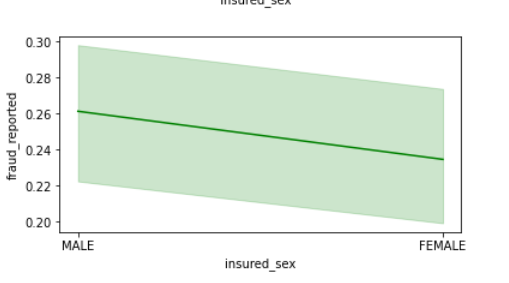 insured_sex
0.30
0.28
0.26
0.24
0.22
0.20
fraud_reported
MALE
FEMALE
insured_sex